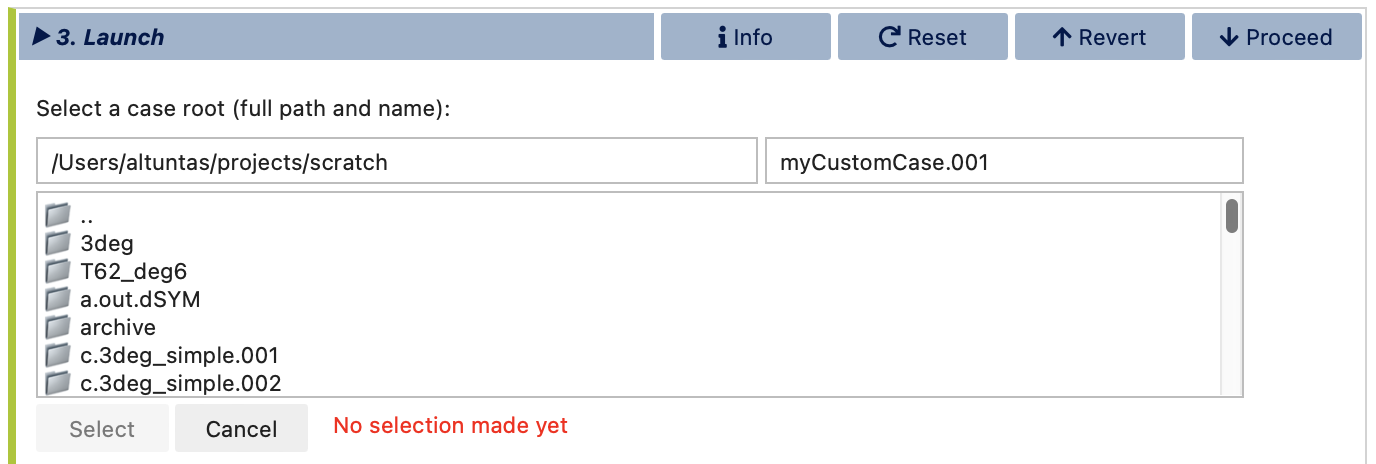 3. Launch Info Reset Revert Proceed
Select a case root (full path and name):
/Users/altuntas/projects/scratch myCustomCase.001
..
3deg
T62_deg6
a.out.dSYM
archive
c.3deg_simple.001
c.3deg_simple.002
Select Cancel No selection made yet